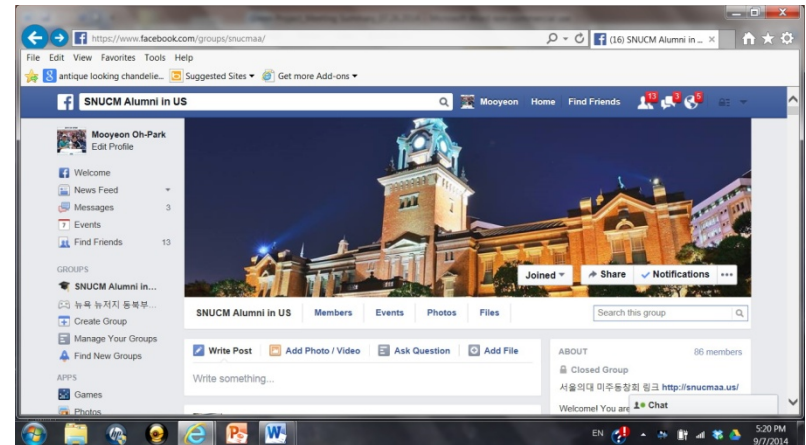 https://www.facebook.com/groups/snucmaa/
(16) SNUCM Alumni in ...
File Edit View Favorites Tools Help
antique looking chandelie... Suggested Sites Get more Add-ons
SNUCM Alumni in US
Mooyeon Home Find Friends 13 3 5
Mooyeon Oh-Park
Edit Profile
Welcome
News Feed
Messages 3
Events
Find Friends 13
GROUPS
SNUCM Alumni in...
뉴욕 뉴저지 동북부...
Create Group
Manage Your Groups
Find New Groups
APPS
Games
Photos
Joined Share Notifications
SNUCM Alumni in US Members Events Photos Files Search this group
Write Post Add Photo / Video Ask Question Add File
Write something...
ABOUT 86 members
Closed Group
서울의대 미주동창회 링크 http://snucmaa.us/
Welcome! You are
Chat
EN 5:20 PM
9/7/2014